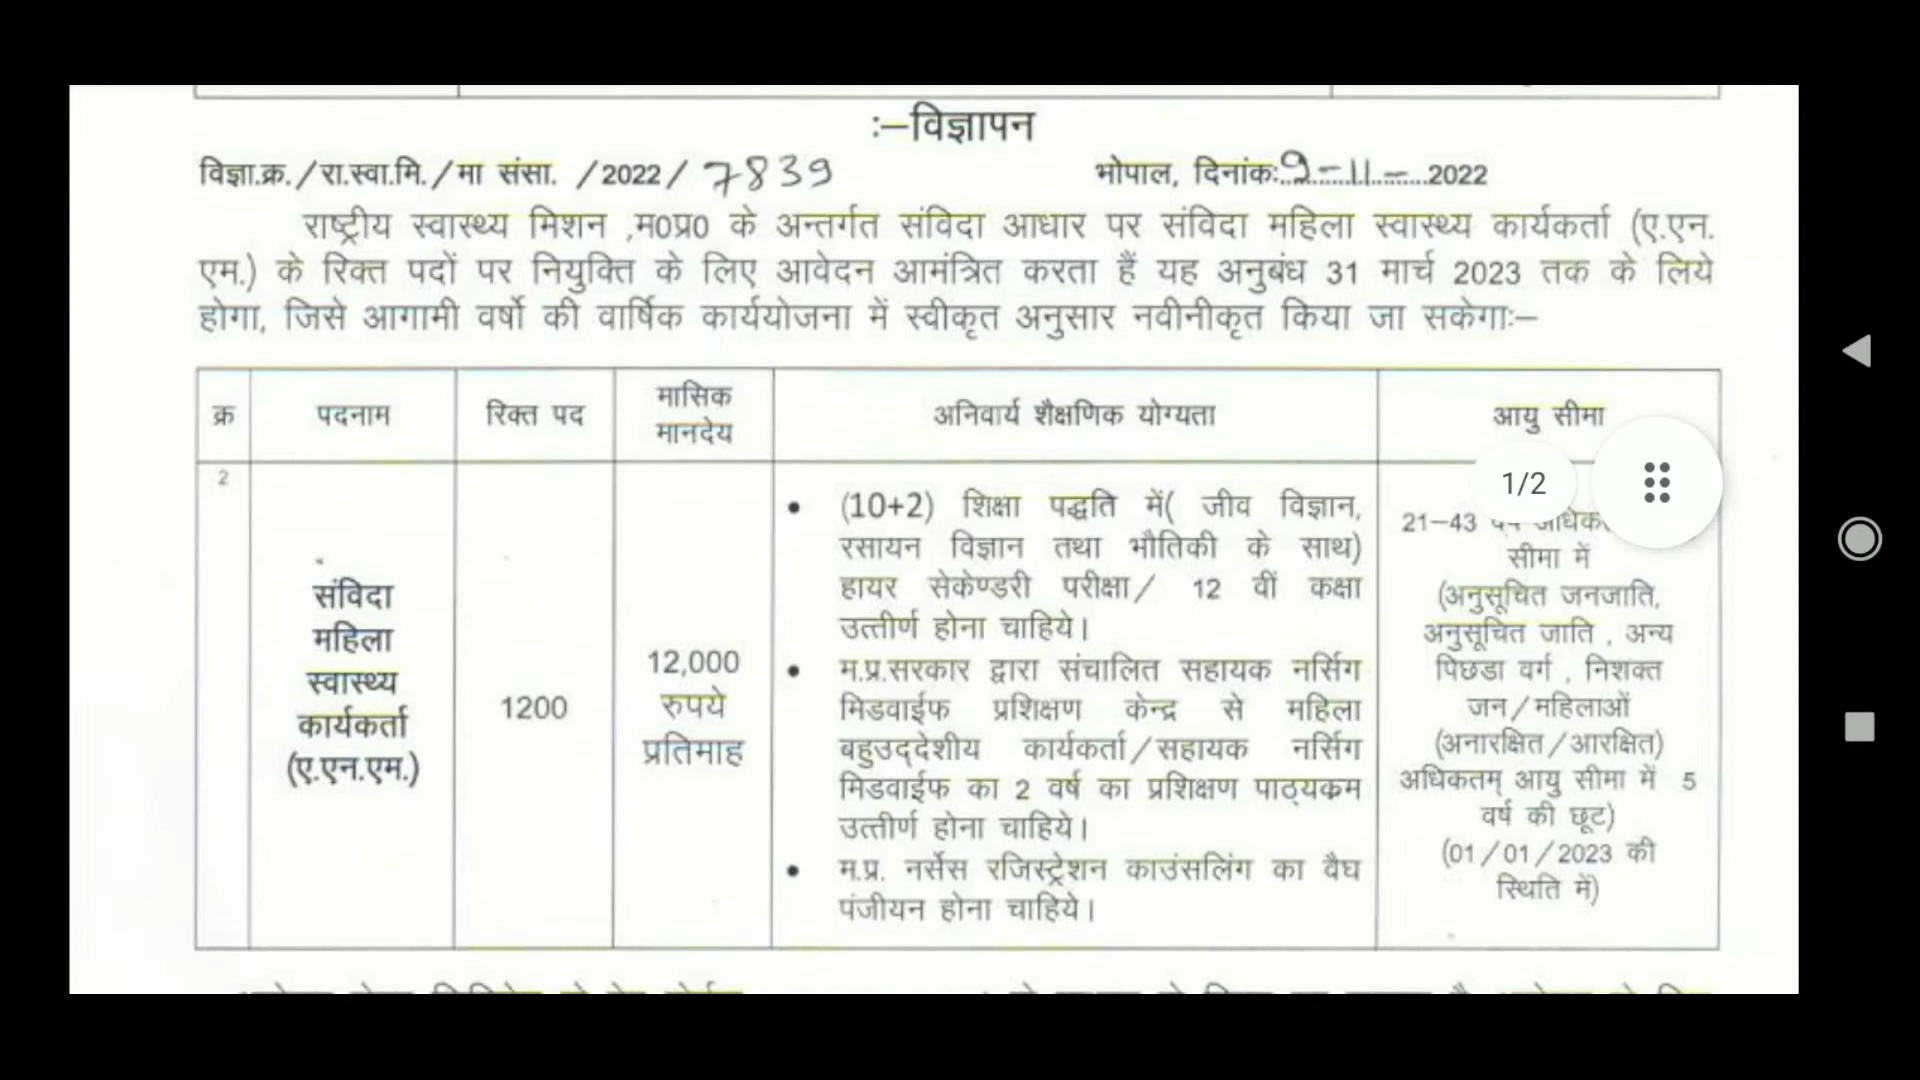 :–विज्ञापन
विज्ञा.क्र./रा.स्वा.मि./मा संसा. /2022/ 7839 भोपाल, दिनांकः 9-11-2022
राष्ट्रीय स्वास्थ्य मिशन ,म0प्र0 के अन्तर्गत संविदा आधार पर संविदा महिला स्वास्थ्य कार्यकर्ता (ए.एन.
एम.) के रिक्त पदों पर नियुक्ति के लिए आवेदन आमंत्रित करता हैं यह अनुबंध 31 मार्च 2023 तक के लिये
होगा, जिसे आगामी वर्षो की वार्षिक कार्ययोजना में स्वीकृत अनुसार नवीनीकृत किया जा सकेगाः–
क्र पदनाम रिक्त पद मासिक मानदेय अनिवार्य शैक्षणिक योग्यता आयु सीमा
2
संविदा
महिला
स्वास्थ्य
कार्यकर्ता
(ए.एन.एम.)
1200
12,000
रुपये
प्रतिमाह
• (10+2) शिक्षा पद्धति में( जीव विज्ञान,
रसायन विज्ञान तथा भौतिकी के साथ)
हायर सेकेण्डरी परीक्षा/ 12 वीं कक्षा
उत्तीर्ण होना चाहिये।
• म.प्र.सरकार द्वारा संचालित सहायक नर्सिग
मिडवाईफ प्रशिक्षण केन्द्र से महिला
बहुउद्देशीय कार्यकर्ता/सहायक नर्सिग
मिडवाईफ का 2 वर्ष का प्रशिक्षण पाठ्यक्रम
उत्तीर्ण होना चाहिये।
• म.प्र. नर्सेस रजिस्ट्रेशन काउंसलिंग का वैध
पंजीयन होना चाहिये।
21–43
सीमा में
(अनुसूचित जनजाति,
अनुसूचित जाति , अन्य
पिछडा वर्ग , निशक्त
जन/महिलाओं
(अनारक्षित/आरक्षित)
अधिकतम् आयु सीमा में 5
वर्ष की छूट)
(01/01/2023 की
स्थिति में)
1/2